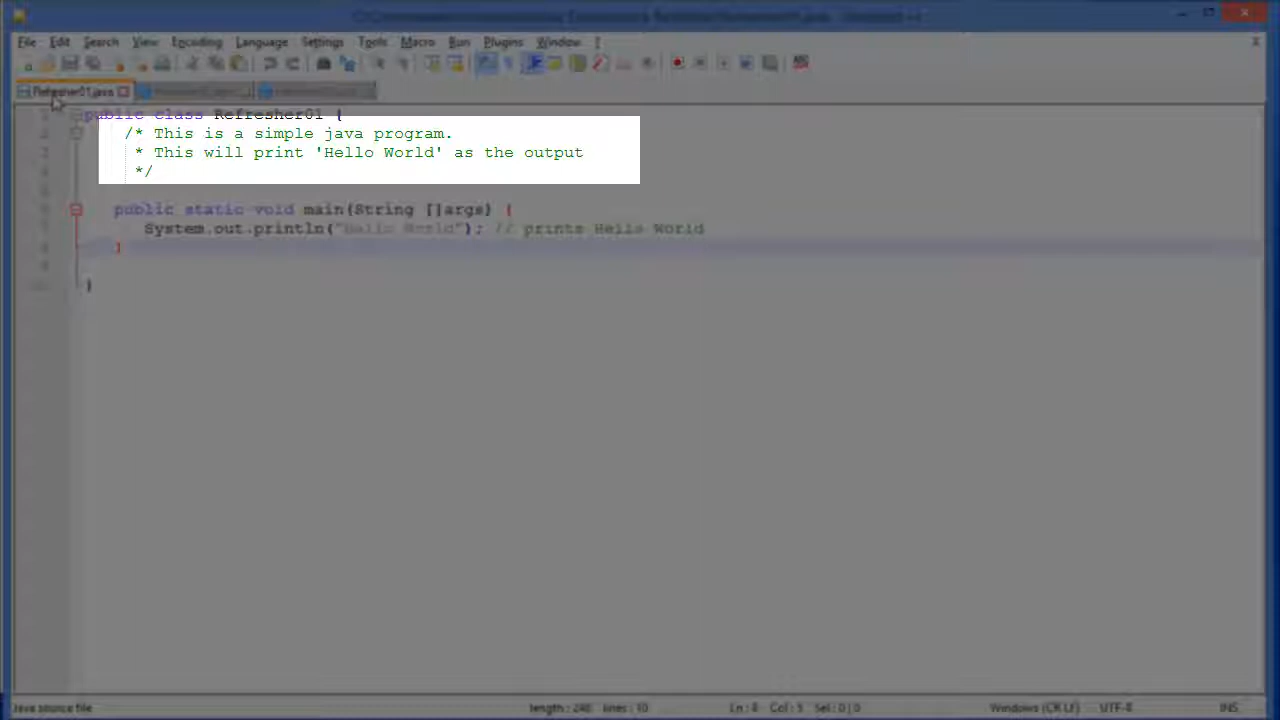 File Edit Search View Encoding Language Settings Tools Macro Run Plugins Window ? X
Refresher01.java
public class Refresher01 {
/* This is a simple java program.
* This will print 'Hello World' as the output
*/
public static void main(String []args) {
System.out.println("Hello World"); // prints Hello World
}
}
Java source file length : 248 lines : 10 Ln : 8 Col : 5 Sel : 0 | 0 Windows (CR LF) UTF-8 INS